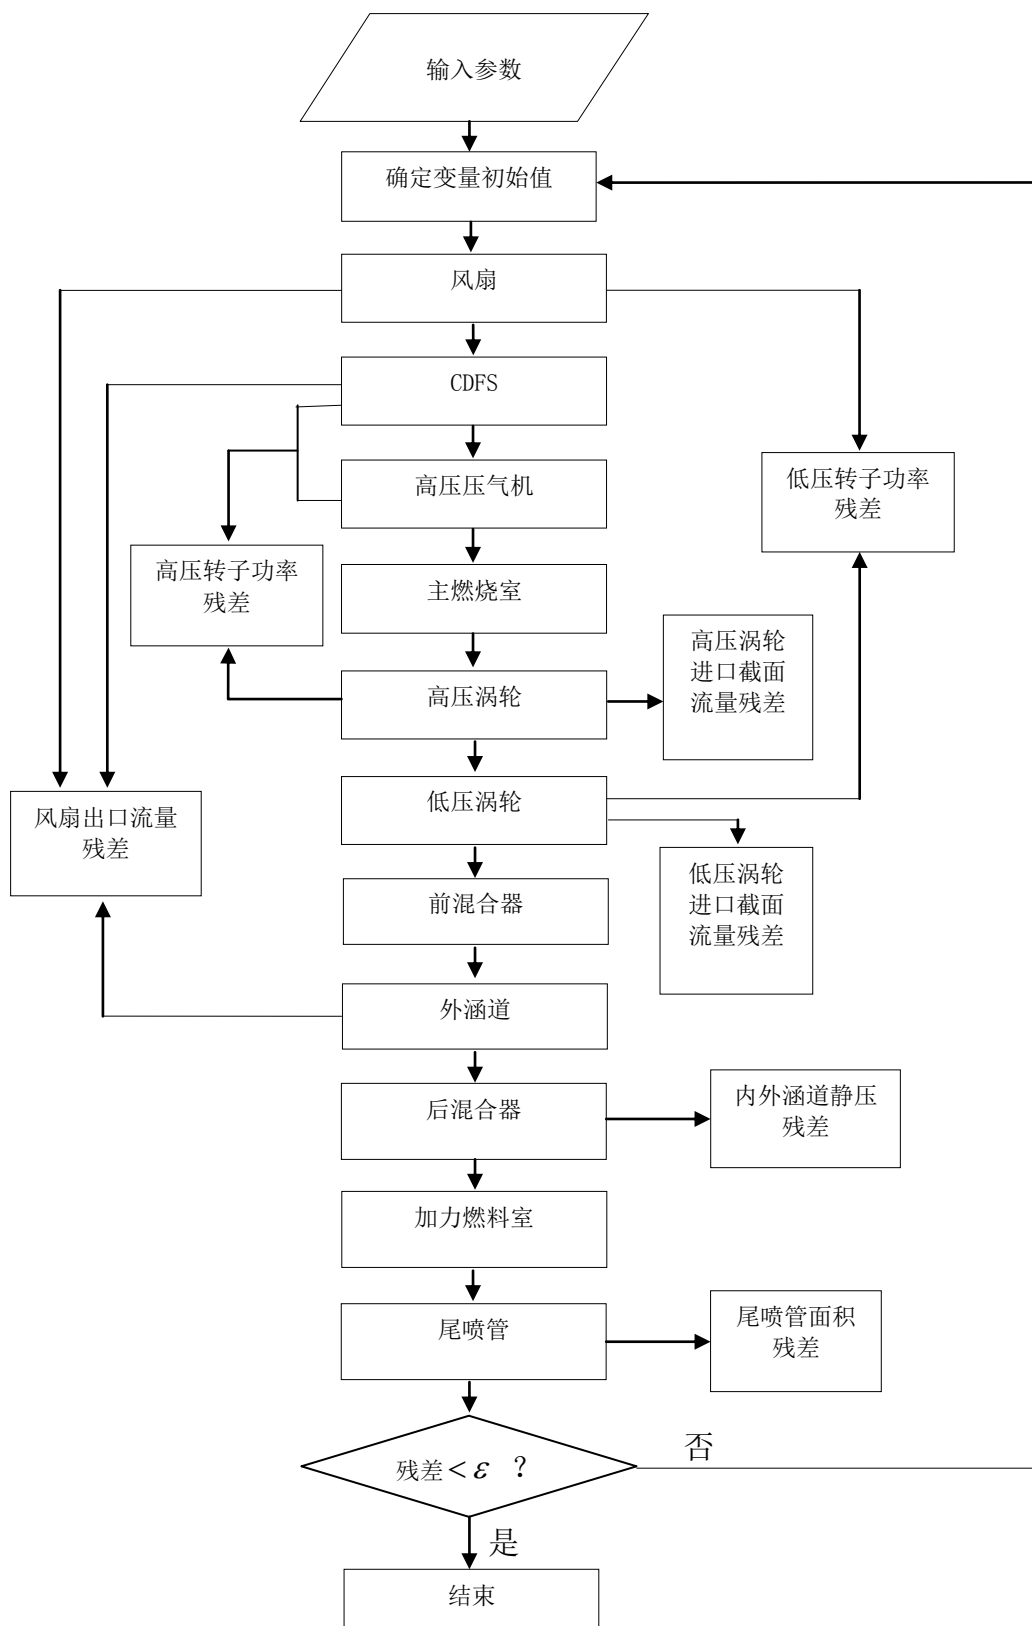 输入参数
确定变量初始值
风扇
CDFS
高压压气机
低压转子功率
残差
高压转子功率
残差
主燃烧室
高压涡轮
进口截面
流量残差
高压涡轮
低压涡轮
风扇出口流量
残差
低压涡轮
进口截面
流量残差
前混合器
外涵道
后混合器
内外涵道静压
残差
加力燃料室
尾喷管
尾喷管面积
残差
否
残差<ε ?
是
结束